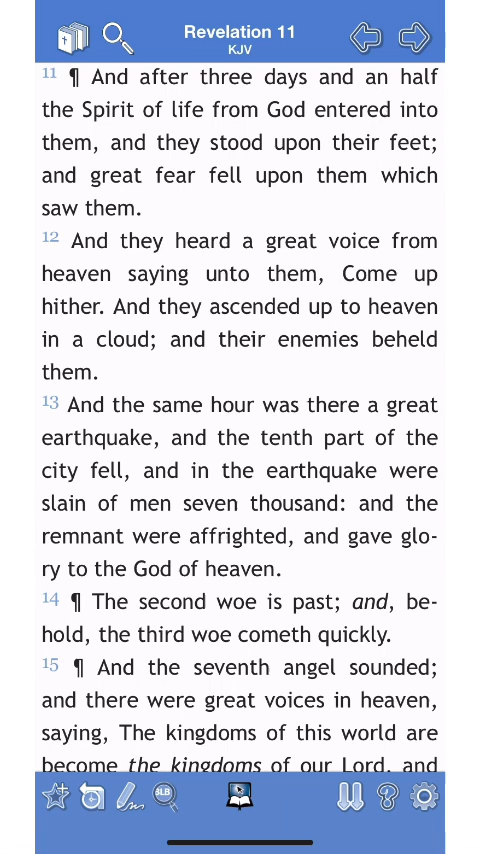 Revelation 11
KJV
11 ¶ And after three days and an half
the Spirit of life from God entered into
them, and they stood upon their feet;
and great fear fell upon them which
saw them.
12 And they heard a great voice from
heaven saying unto them, Come up
hither. And they ascended up to heaven
in a cloud; and their enemies beheld
them.
13 And the same hour was there a great
earthquake, and the tenth part of the
city fell, and in the earthquake were
slain of men seven thousand: and the
remnant were affrighted, and gave glo-
ry to the God of heaven.
14 ¶ The second woe is past; and, be-
hold, the third woe cometh quickly.
15 ¶ And the seventh angel sounded;
and there were great voices in heaven,
saying, The kingdoms of this world are
become the kingdoms of our Lord, and
BLB